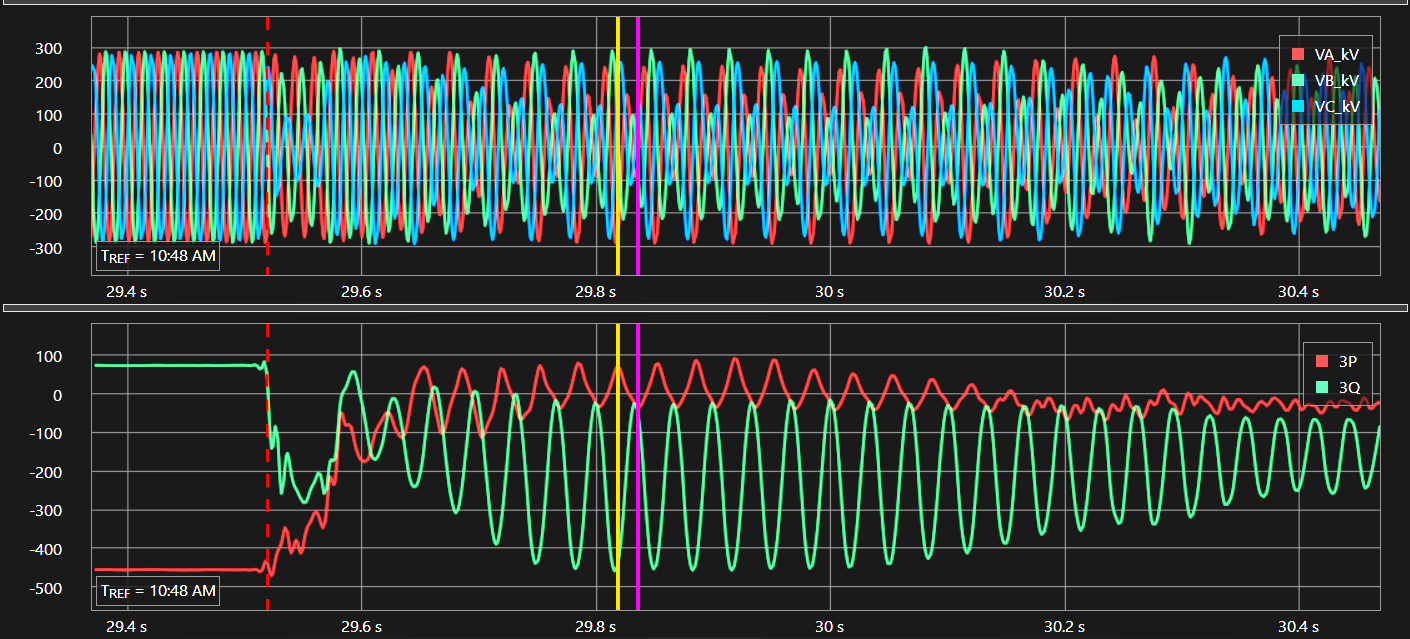 300
200
100
0
-100
-200
-300
VA_kV
VB_kV
VC_kV
TREF = 10:48 AM
29.4 s
29.6 s
29.8 s
30 s
30.2 s
30.4 s
100
0
-100
-200
-300
-400
-500
3P
3Q
TREF = 10:48 AM
29.4 s
29.6 s
29.8 s
30 s
30.2 s
30.4 s